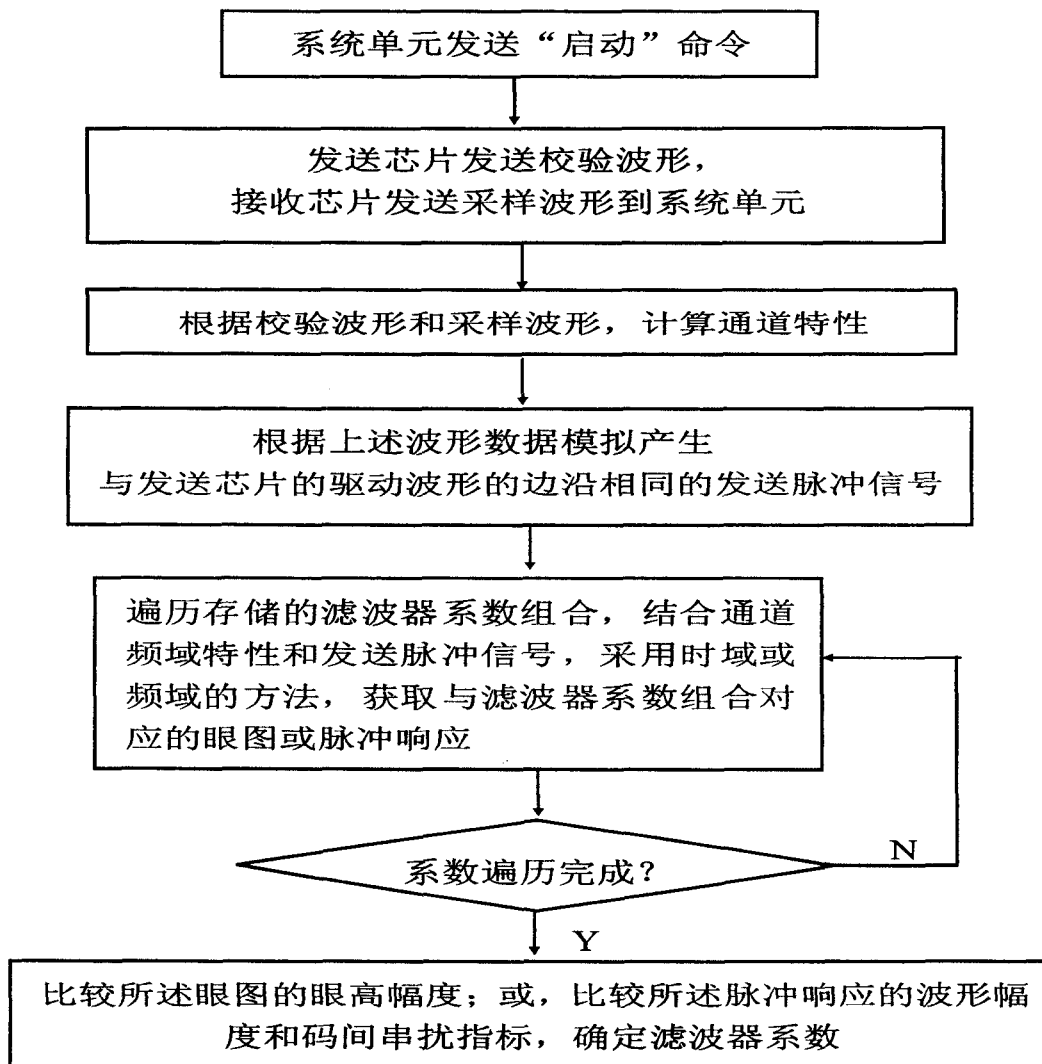 系统单元发送“启动”命令
发送芯片发送校验波形，
接收芯片发送采样波形到系统单元
根据校验波形和采样波形，计算通道特性
根据上述波形数据模拟产生
与发送芯片的驱动波形的边沿相同的发送脉冲信号
遍历存储的滤波器系数组合，结合通道
频域特性和发送脉冲信号，采用时域或
频域的方法，获取与滤波器系数组合对
应的眼图或脉冲响应
系数遍历完成？
N
Y
比较所述眼图的眼高幅度；或，比较所述脉冲响应的波形幅
度和码间串扰指标，确定滤波器系数